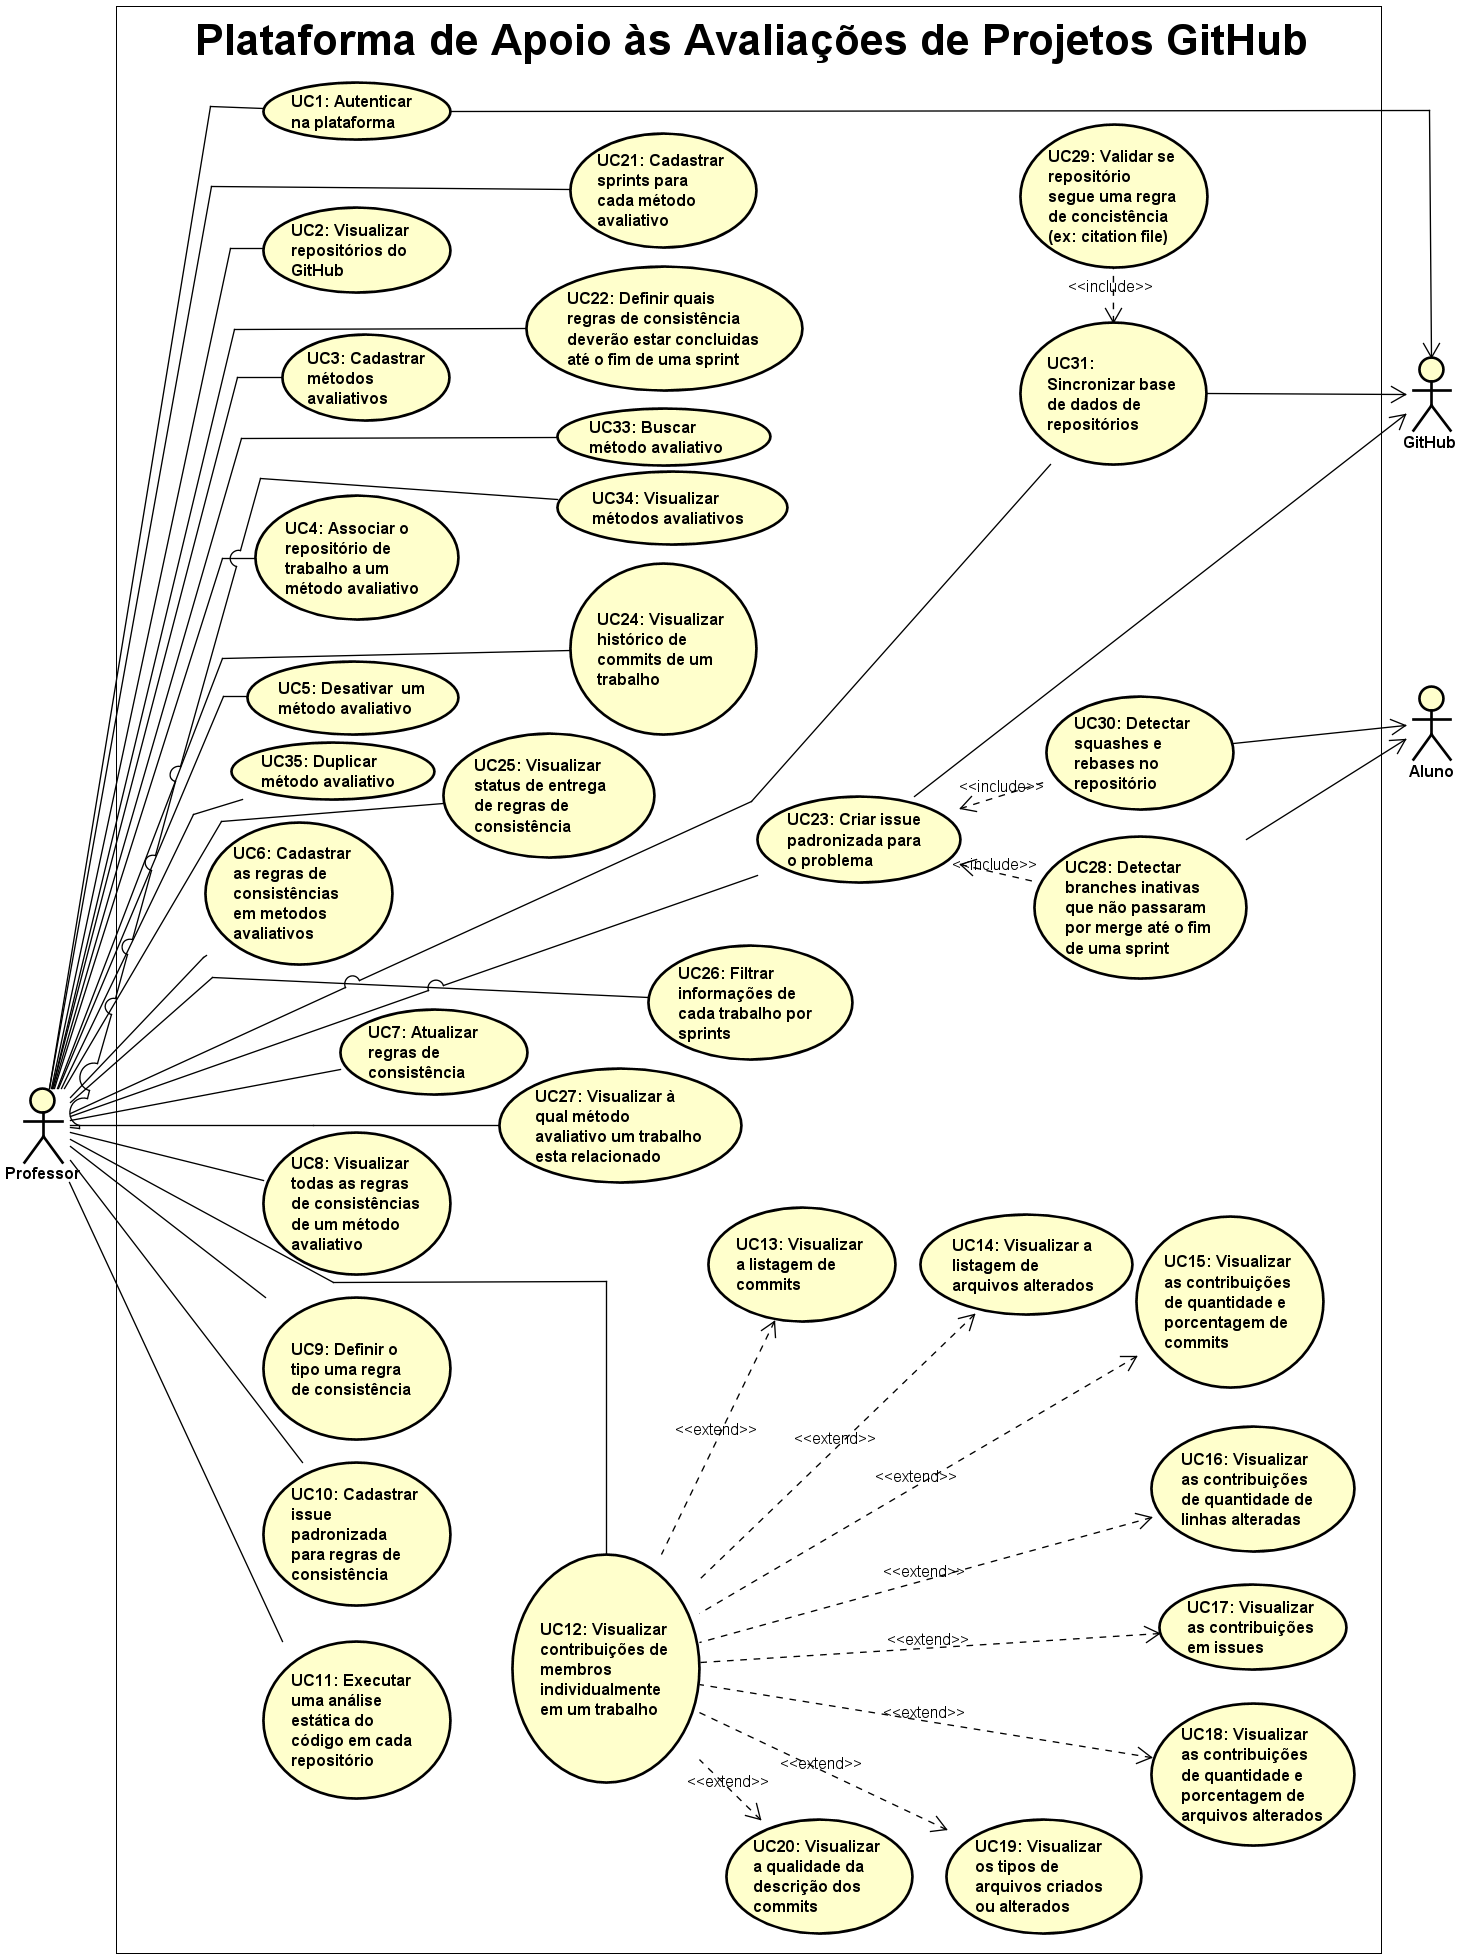 Plataforma de Apoio às Avaliações de Projetos GitHub
UC1: Autenticar
na plataforma
UC21: Cadastrar
sprints para
cada método
avaliativo
UC29: Validar se
repositório
segue uma regra
de concistência
(ex: citation file)
UC2: Visualizar
repositórios do
GitHub
<<include>>
UC22: Definir quais
regras de consistência
deverão estar concluidas
até o fim de uma sprint
UC3: Cadastrar
métodos
avaliativos
UC31:
Sincronizar base
de dados de
repositórios
GitHub
UC33: Buscar
método avaliativo
UC34: Visualizar
métodos avaliativos
UC4: Associar o
repositório de
trabalho a um
método avaliativo
UC24: Visualizar
histórico de
commits de um
trabalho
UC5: Desativar  um
método avaliativo
UC35: Duplicar
método avaliativo
UC25: Visualizar
status de entrega
de regras de
consistência
UC30: Detectar
squashes e
rebases no
repositório
Aluno
<<include>>
UC23: Criar issue
padronizada para
o problema
<<include>>
UC28: Detectar
branches inativas
que não passaram
por merge até o fim
de uma sprint
UC6: Cadastrar
as regras de
consistências
em metodos
avaliativos
UC26: Filtrar
informações de
cada trabalho por
sprints
UC7: Atualizar
regras de
consistência
UC27: Visualizar à
qual método
avaliativo um trabalho
esta relacionado
Professor
UC8: Visualizar
todas as regras
de consistências
de um método
avaliativo
UC13: Visualizar
a listagem de
commits
UC14: Visualizar a
listagem de
arquivos alterados
UC15: Visualizar
as contribuições
de quantidade e
porcentagem de
commits
UC9: Definir o
tipo uma regra
de consistência
<<extend>>
<<extend>>
<<extend>>
UC16: Visualizar
as contribuições
de quantidade de
linhas alteradas
UC10: Cadastrar
issue
padronizada
para regras de
consistência
<<extend>>
UC12: Visualizar
contribuições de
membros
individualmente
em um trabalho
<<extend>>
UC17: Visualizar
as contribuições
em issues
UC11: Executar
uma análise
estática do
código em cada
repositório
<<extend>>
UC18: Visualizar
as contribuições
de quantidade e
porcentagem de
arquivos alterados
<<extend>>
<<extend>>
UC20: Visualizar
a qualidade da
descrição dos
commits
UC19: Visualizar
os tipos de
arquivos criados
ou alterados